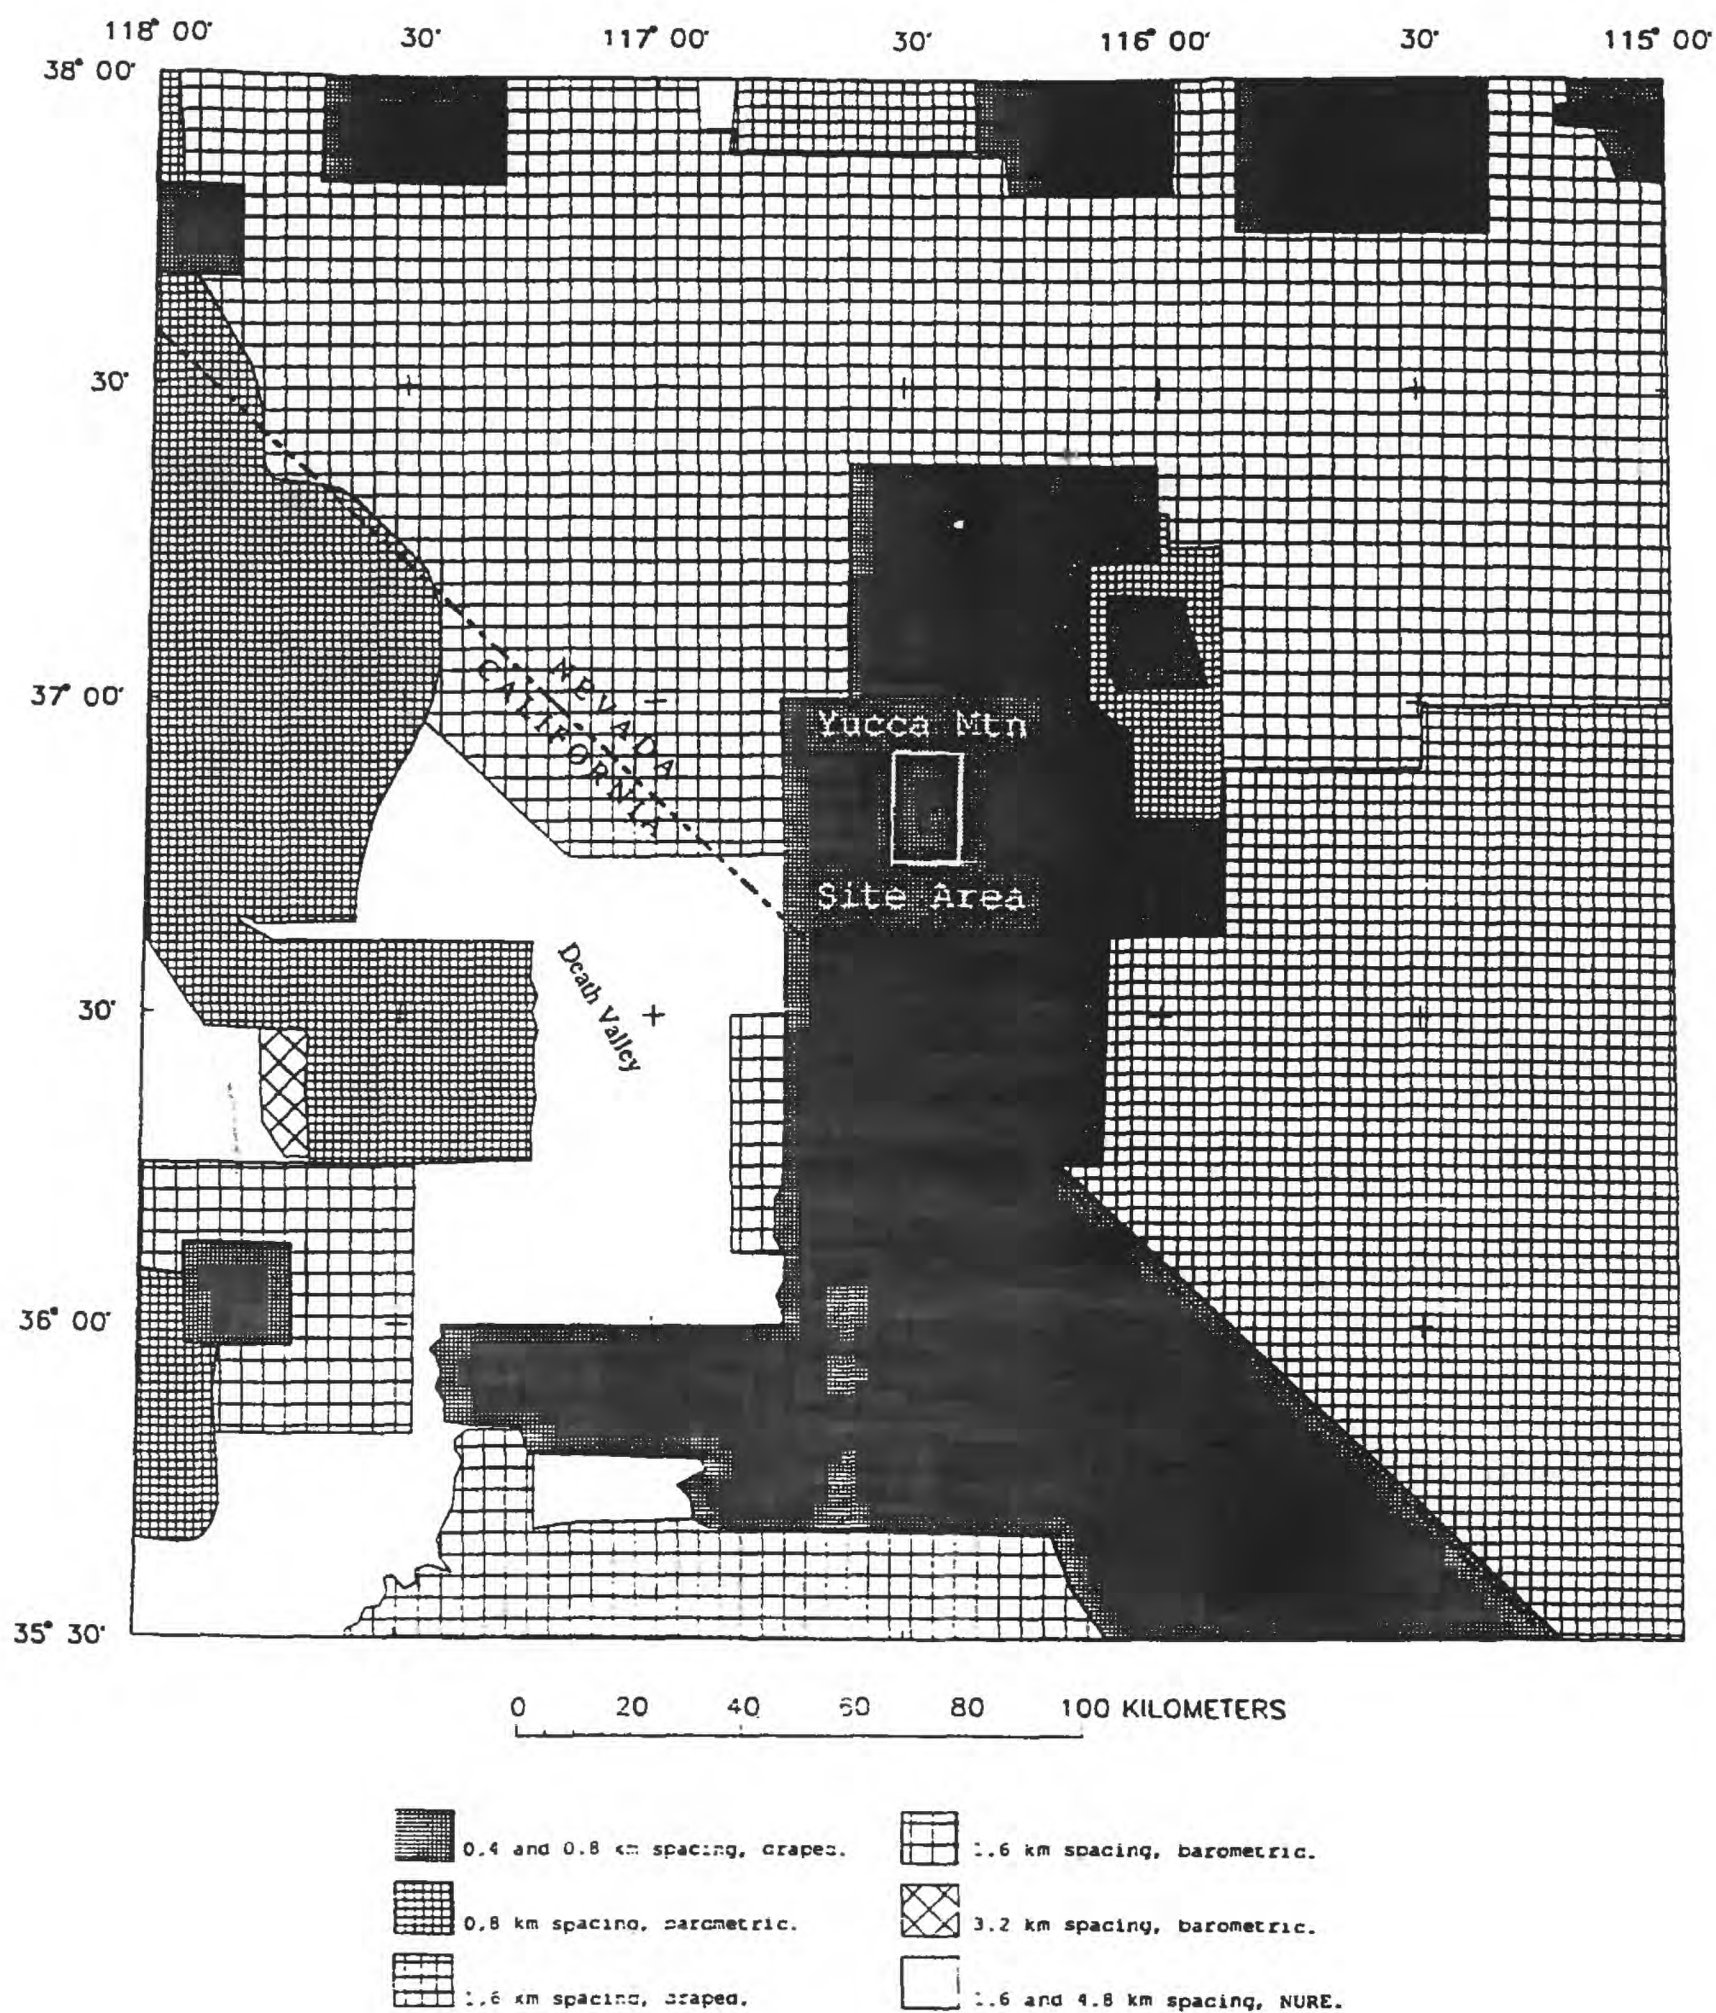 118° 00' 30' 117° 00' 30' 116° 00' 30' 115° 00'
38° 00'
30'
NEVADA
CALIFORNIA
37° 00'
Yucca Mtn
Site Area
Death Valley
30'
36° 00'
35° 30'
0 20 40 60 80 100 KILOMETERS
0.4 and 0.8 km spacing, draped.
1.6 km spacing, barometric.
0.8 km spacing, barometric.
3.2 km spacing, barometric.
1.6 km spacing, draped.
1.6 and 4.8 km spacing, NURE.